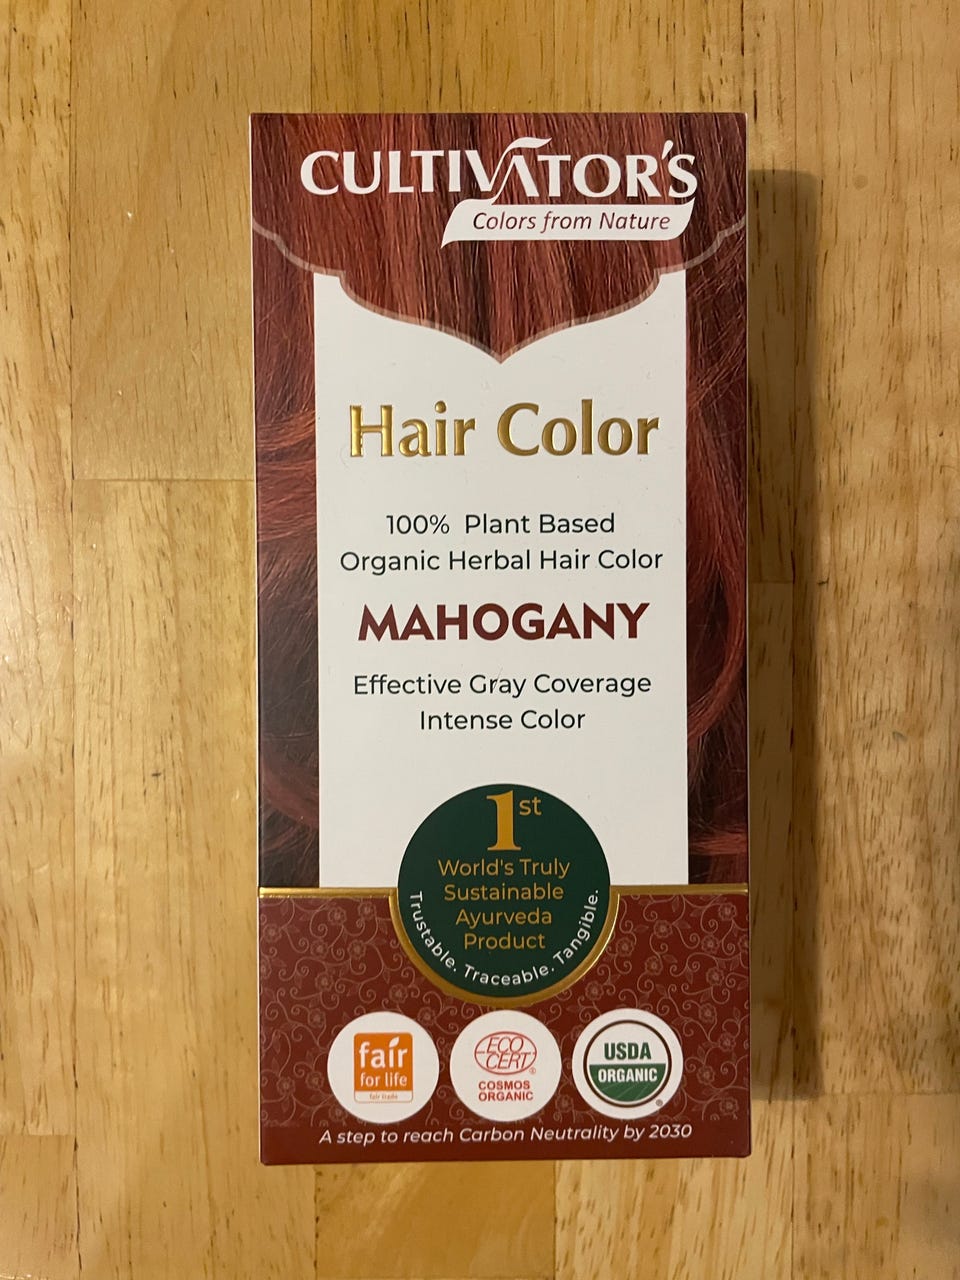 CULTIVATOR'S
Colors from Nature
Hair Color
100% Plant Based
Organic Herbal Hair Color
MAHOGANY
Effective Gray Coverage
Intense Color
1st
World's Truly
Sustainable
Ayurveda
Product
Trustable. Traceable. Tangible.
fair
for life
fair trade
ECO
CERT
®
COSMOS
ORGANIC
USDA
ORGANIC
®
A step to reach Carbon Neutrality by 2030